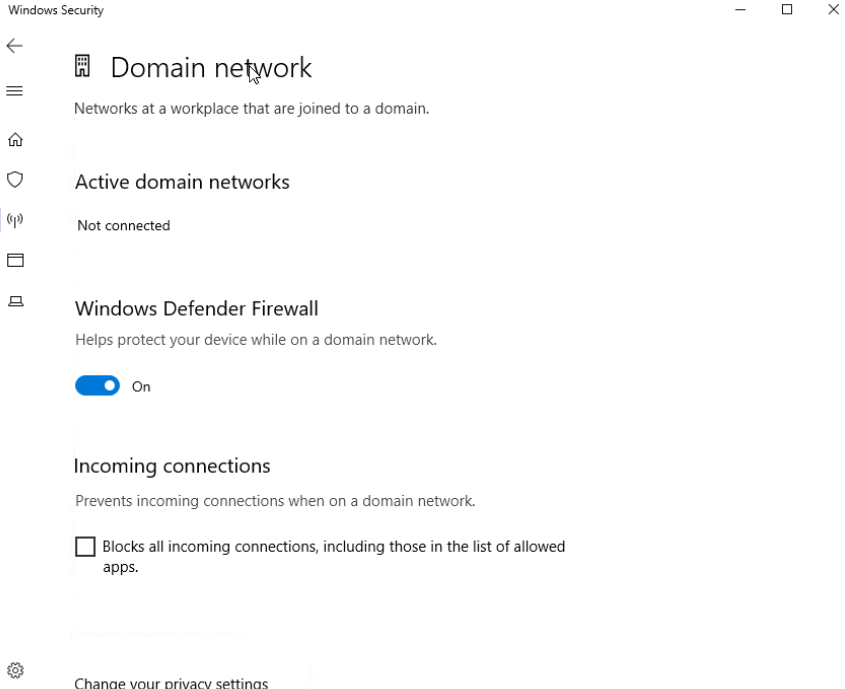 Windows Security
Domain network
Networks at a workplace that are joined to a domain.
Active domain networks
Not connected
Windows Defender Firewall
Helps protect your device while on a domain network.
On
Incoming connections
Prevents incoming connections when on a domain network.
Blocks all incoming connections, including those in the list of allowed
apps.
Change your privacy settings